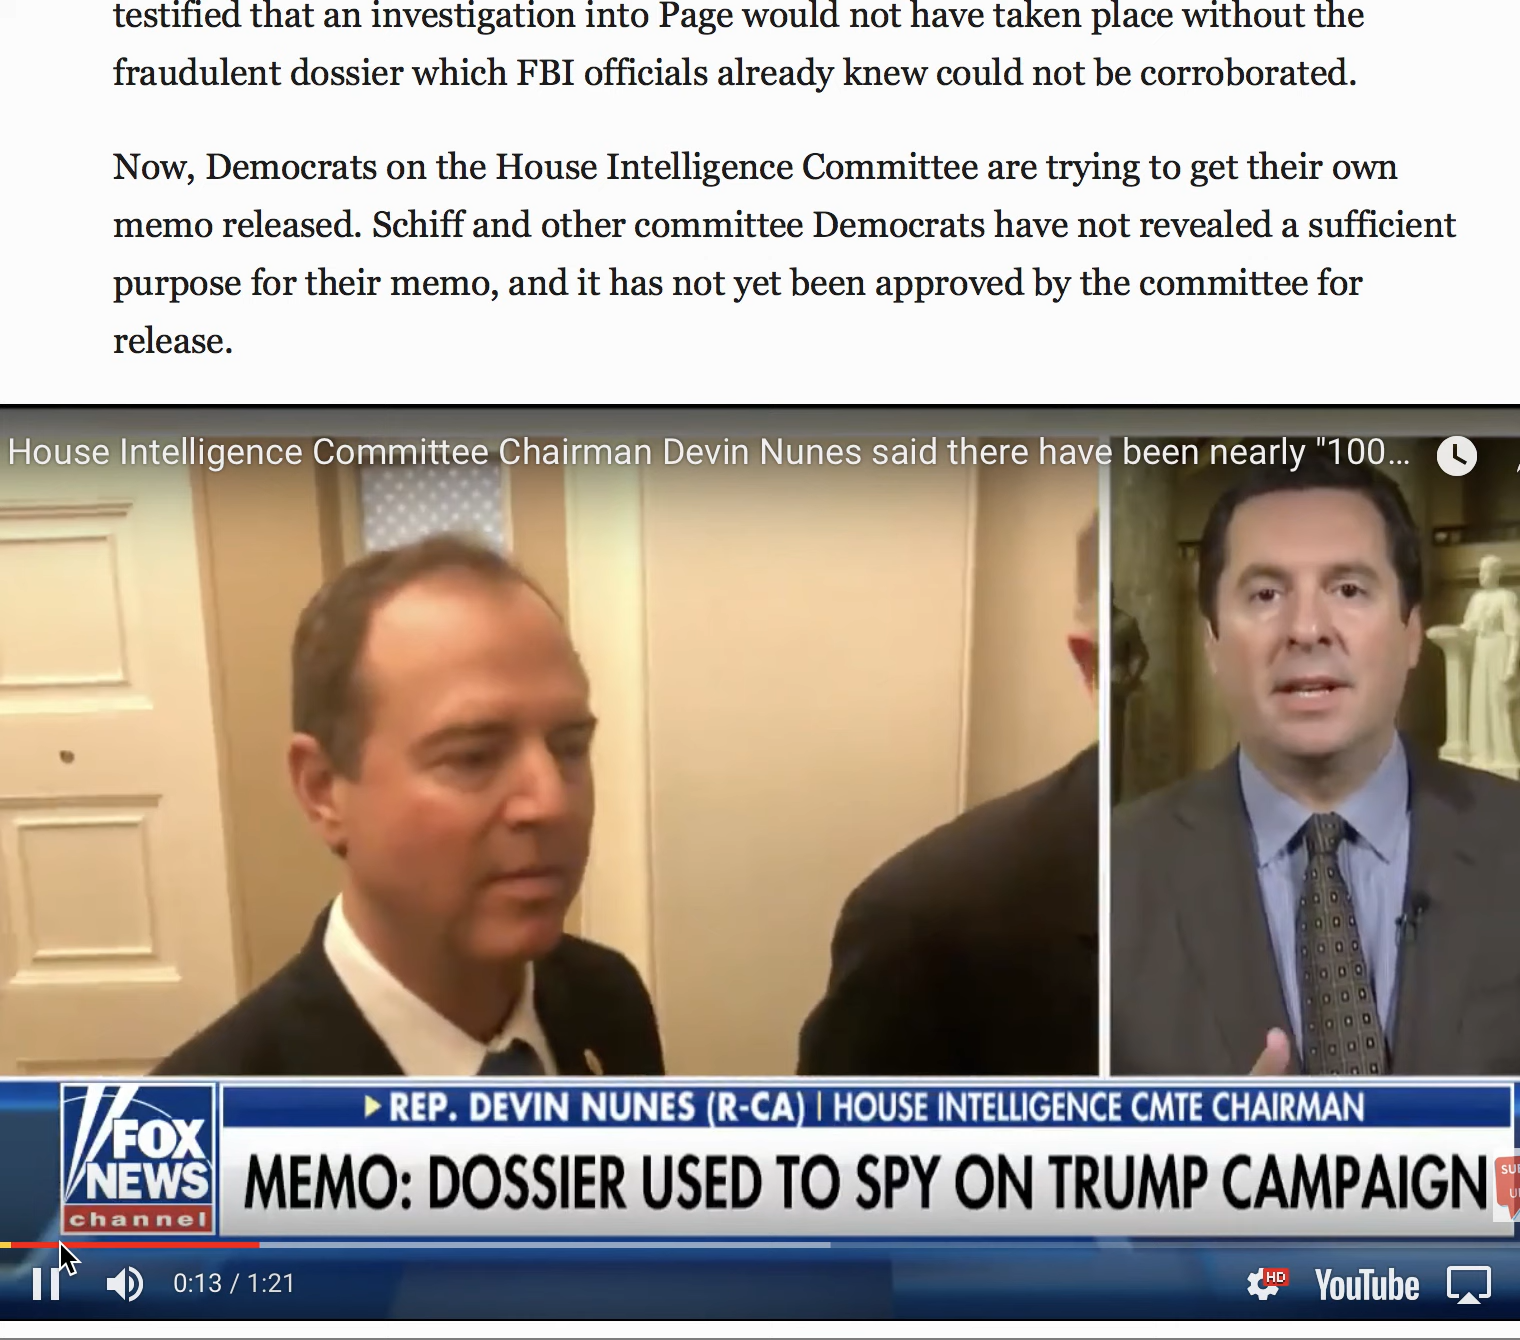 testified that an investigation into Page would not have taken place without the
fraudulent dossier which FBI officials already knew could not be corroborated.
Now, Democrats on the House Intelligence Committee are trying to get their own
memo released. Schiff and other committee Democrats have not revealed a sufficient
purpose for their memo, and it has not yet been approved by the committee for
release.
House Intelligence Committee Chairman Devin Nunes said there have been nearly "100...
REP. DEVIN NUNES (R-CA) | HOUSE INTELLIGENCE CMTE CHAIRMAN
FOX
NEWS
channel
MEMO: DOSSIER USED TO SPY ON TRUMP CAMPAIGN
0:13 / 1:21
HD
YouTube